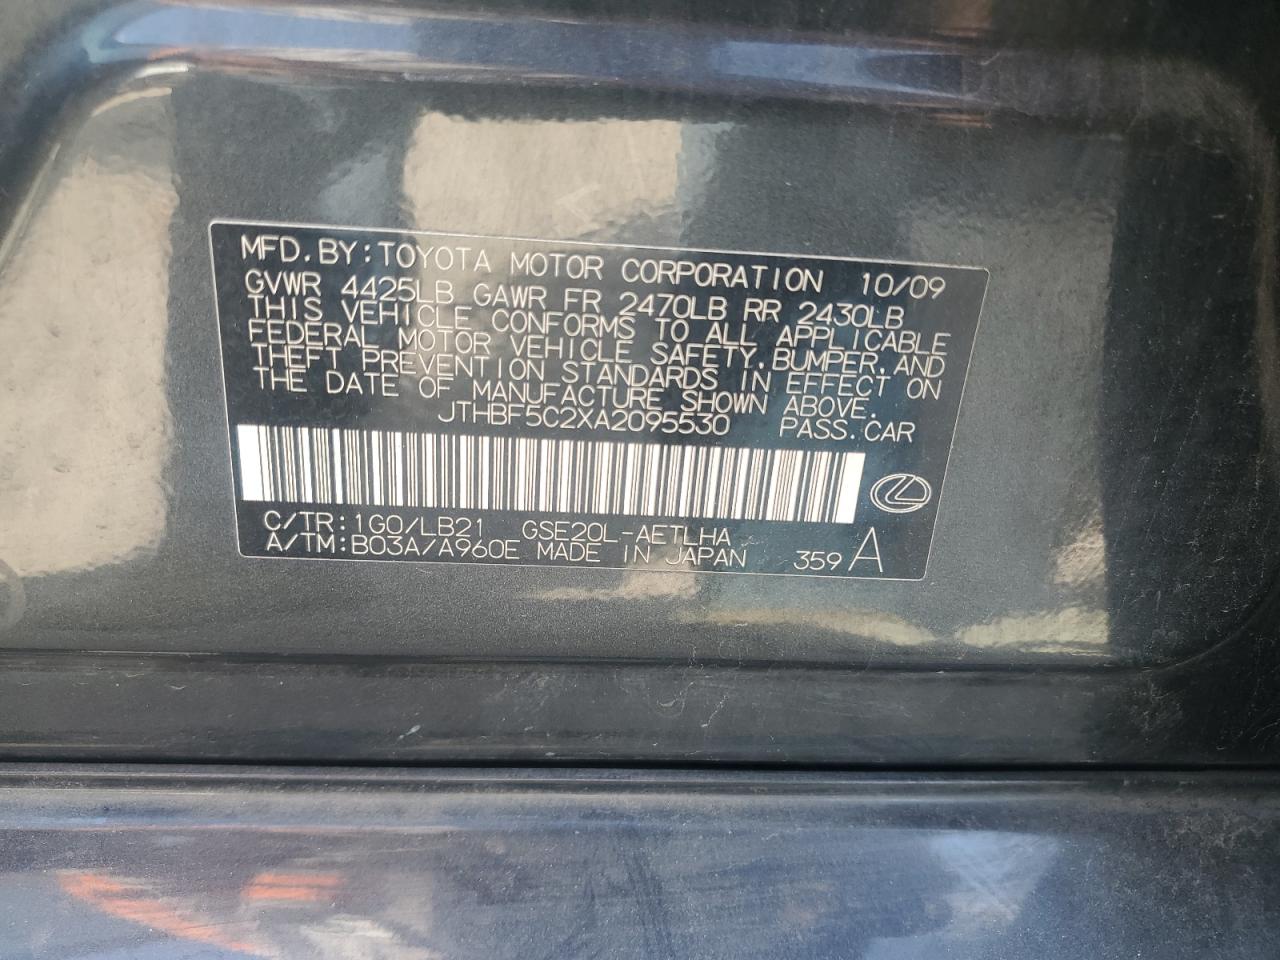 MFD. BY: TOYOTA MOTOR CORPORATION 10/09
GVWR 4425LB GAWR FR 2470LB RR 2430LB
THIS VEHICLE CONFORMS TO ALL APPLICABLE
FEDERAL MOTOR VEHICLE SAFETY, BUMPER, AND
THEFT PREVENTION STANDARDS IN EFFECT ON
THE DATE OF MANUFACTURE SHOWN ABOVE.
JTHBF5C2XA2095530 PASS. CAR
C/TR: 1G0/LB21 GSE20L-AETLHA
A/TM: B03A/A960E MADE IN JAPAN 359 A